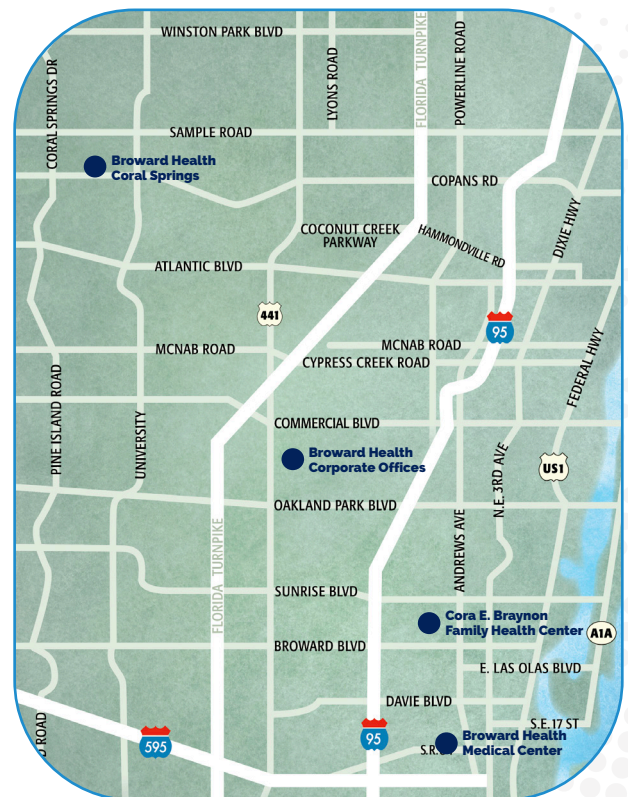 WINSTON PARK BLVD
CORAL SPRINGS DR
LYONS ROAD
FLORIDA TURNPIKE
POWERLINE ROAD
SAMPLE ROAD
Broward Health
Coral Springs
COPANS RD
COCONUT CREEK
PARKWAY
HAMMONDVILLE RD
DIXIE HWY
ATLANTIC BLVD
441
95
MCNAB ROAD
MCNAB ROAD
CYPRESS CREEK ROAD
FEDERAL HWY
PINE ISLAND ROAD
UNIVERSITY
COMMERCIAL BLVD
Broward Health
Corporate Offices
N.E. 3RD AVE
US1
OAKLAND PARK BLVD
FLORIDA TURNPIKE
ANDREWS AVE
SUNRISE BLVD
Cora E. Braynon
Family Health Center
A1A
BROWARD BLVD
E. LAS OLAS BLVD
DAVIE BLVD
S.E. 17 ST
D ROAD
595
95
Broward Health
Medical Center
S.R.